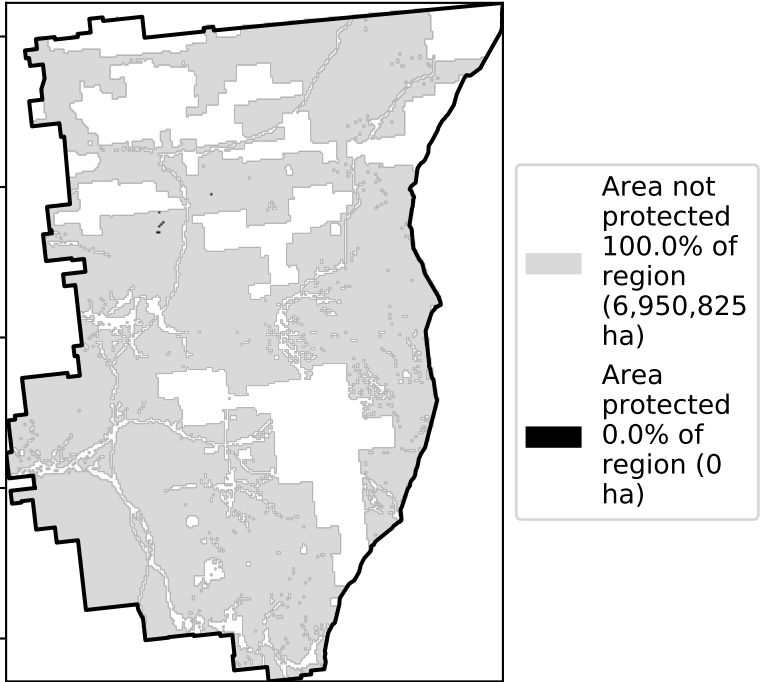 Area not
protected
100.0% of
region
(6,950,825
ha)
Area
protected
0.0% of
region (0
ha)